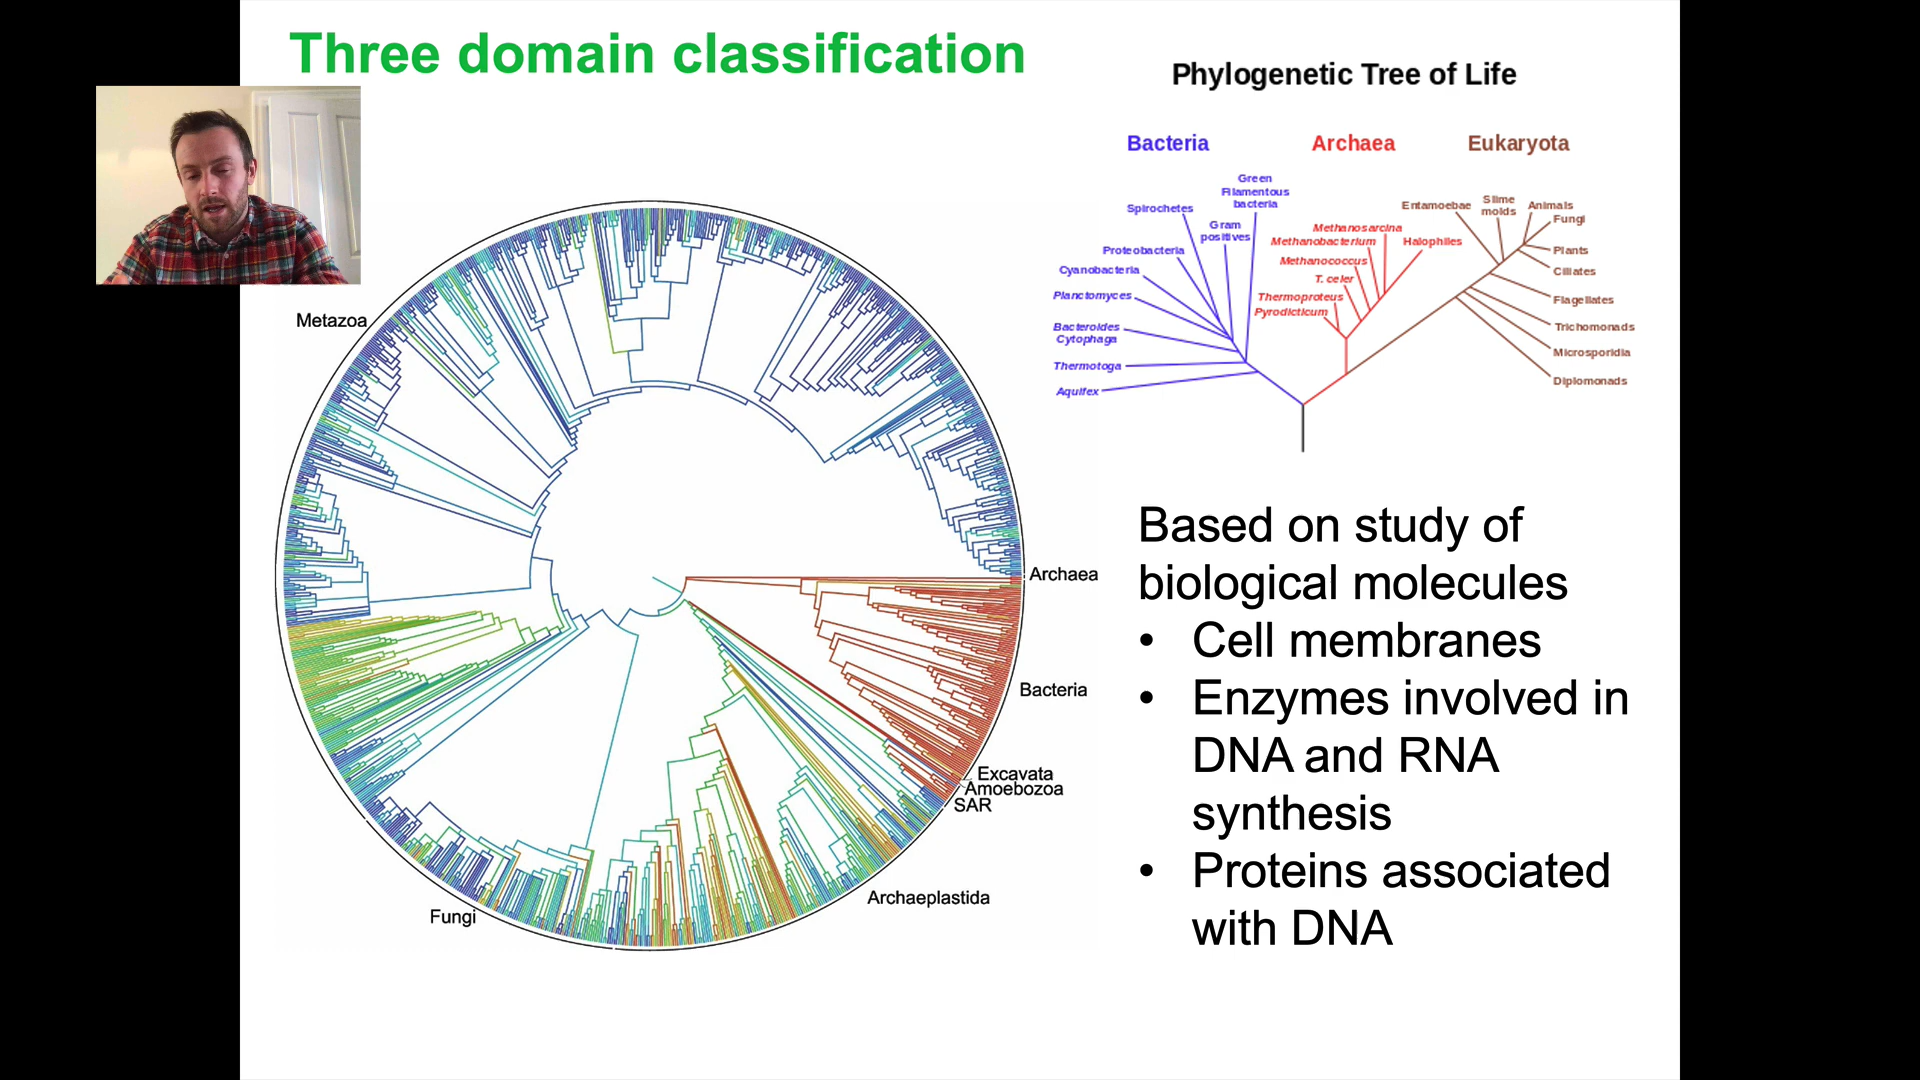 Three domain classification
Phylogenetic Tree of Life
Bacteria
Archaea
Eukaryota
Green
Filamentous
bacteria
Spirochetes
Gram
positives
Proteobacteria
Cyanobacteria
Planctomyces
Bacteroides
Cytophaga
Thermotoga
Aquifex
Methanosarcina
Methanobacterium
Halophiles
Methanococcus
T. celer
Thermoproteus
Pyrodicticum
Entamoebae
Slime
molds
Animals
Fungi
Plants
Ciliates
Flagellates
Trichomonads
Microsporidia
Diplomonads
Metazoa
Archaea
Bacteria
Excavata
Amoebozoa
SAR
Archaeplastida
Fungi
Based on study of
biological molecules
• Cell membranes
• Enzymes involved in
DNA and RNA
synthesis
• Proteins associated
with DNA